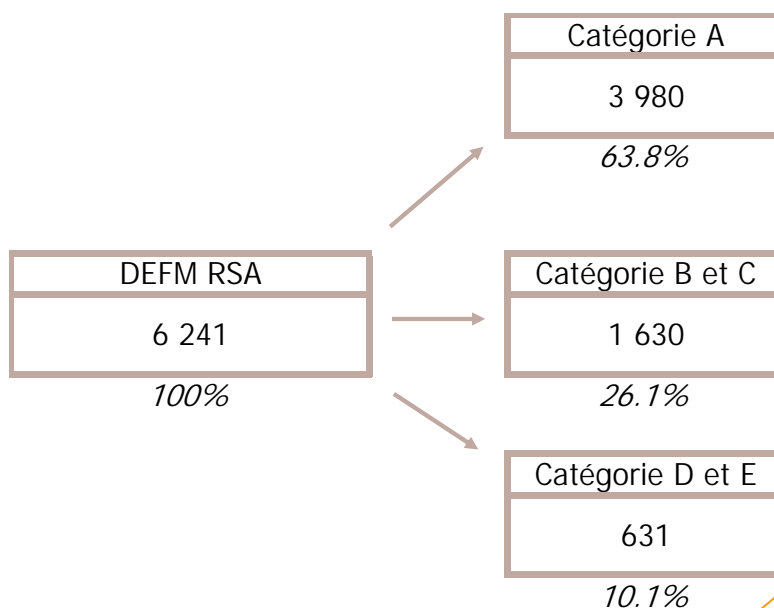 Catégorie A
3 980
63.8%
DEFM RSA
6 241
100%
Catégorie B et C
1 630
26.1%
Catégorie D et E
631
10.1%